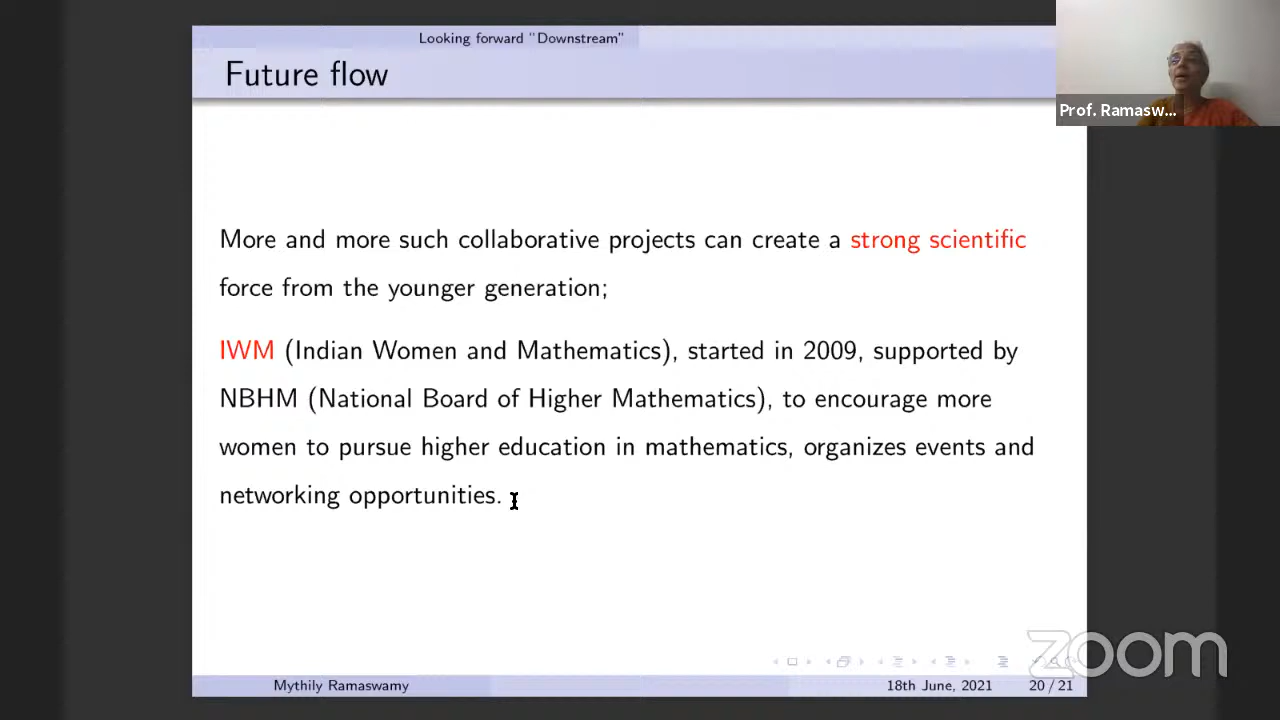 Looking forward "Downstream"
Future flow
Prof. Ramasw...
More and more such collaborative projects can create a strong scientific
force from the younger generation;
IWM (Indian Women and Mathematics), started in 2009, supported by
NBHM (National Board of Higher Mathematics), to encourage more
women to pursue higher education in mathematics, organizes events and
networking opportunities.
zoom
Mythily Ramaswamy
18th June, 2021
20 / 21